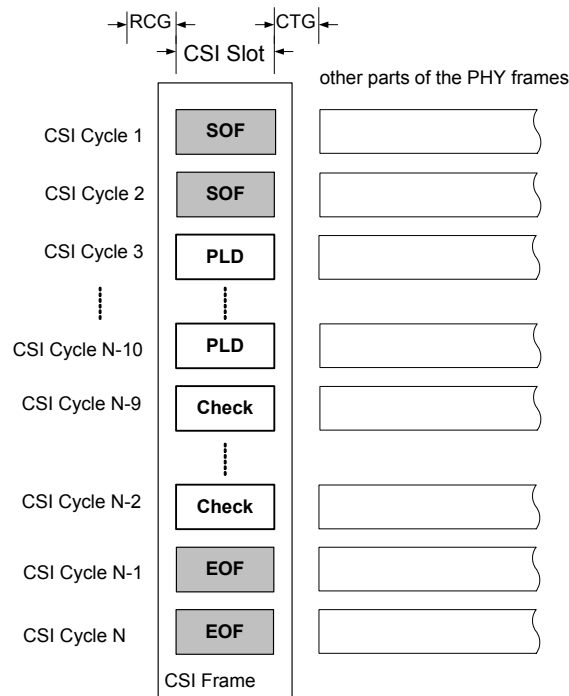 RCG
CTG
CSI Slot
other parts of the PHY frames
CSI Cycle 1
SOF
CSI Cycle 2
SOF
CSI Cycle 3
PLD
CSI Cycle N-10
PLD
CSI Cycle N-9
Check
CSI Cycle N-2
Check
CSI Cycle N-1
EOF
CSI Cycle N
EOF
CSI Frame